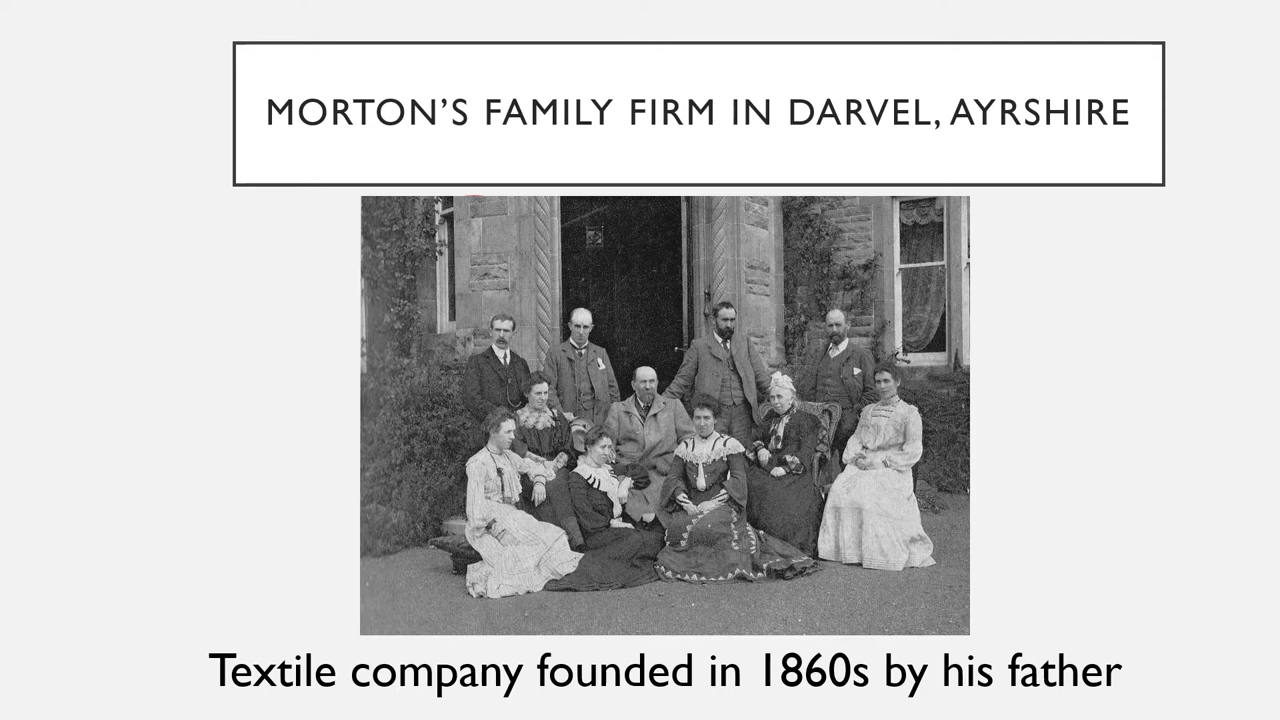 MORTON’S FAMILY FIRM IN DARVEL, AYRSHIRE
Textile company founded in 1860s by his father